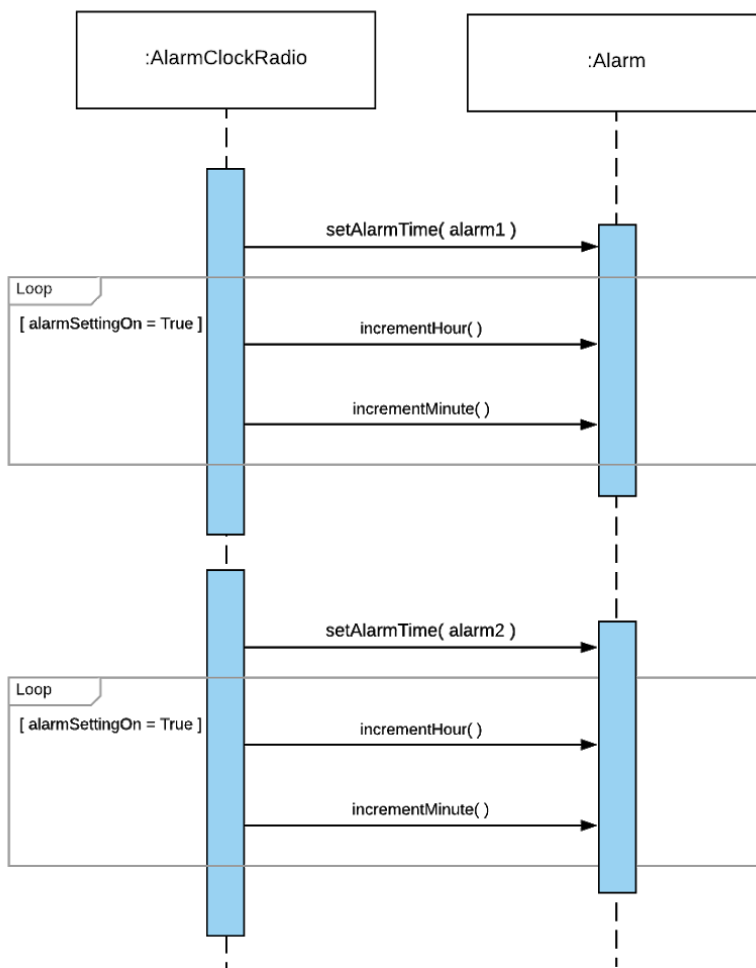 :AlarmClockRadio
:Alarm
setAlarmTime( alarm1 )
Loop
[ alarmSettingOn = True ]
incrementHour( )
incrementMinute( )
setAlarmTime( alarm2 )
Loop
[ alarmSettingOn = True ]
incrementHour( )
incrementMinute( )